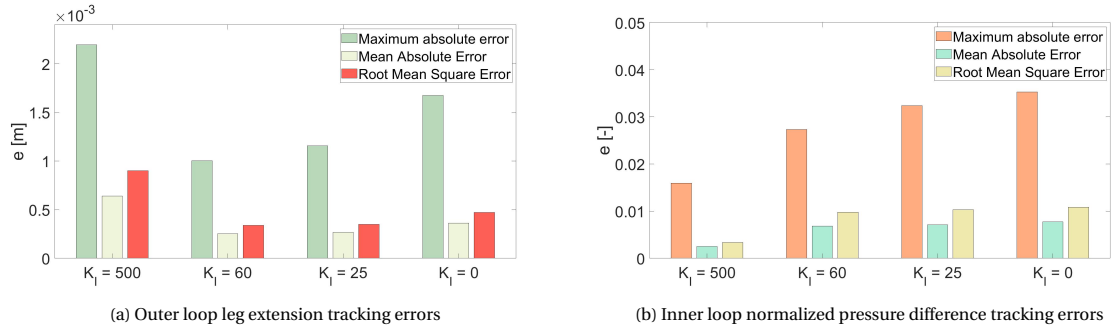 ×10⁻³
2
1.5
1
0.5
0
e [m]
Maximum absolute error
Mean Absolute Error
Root Mean Square Error
K_I = 500
K_I = 60
K_I = 25
K_I = 0
(a) Outer loop leg extension tracking errors
0.05
0.04
0.03
0.02
0.01
0
e [-]
Maximum absolute error
Mean Absolute Error
Root Mean Square Error
K_I = 500
K_I = 60
K_I = 25
K_I = 0
(b) Inner loop normalized pressure difference tracking errors